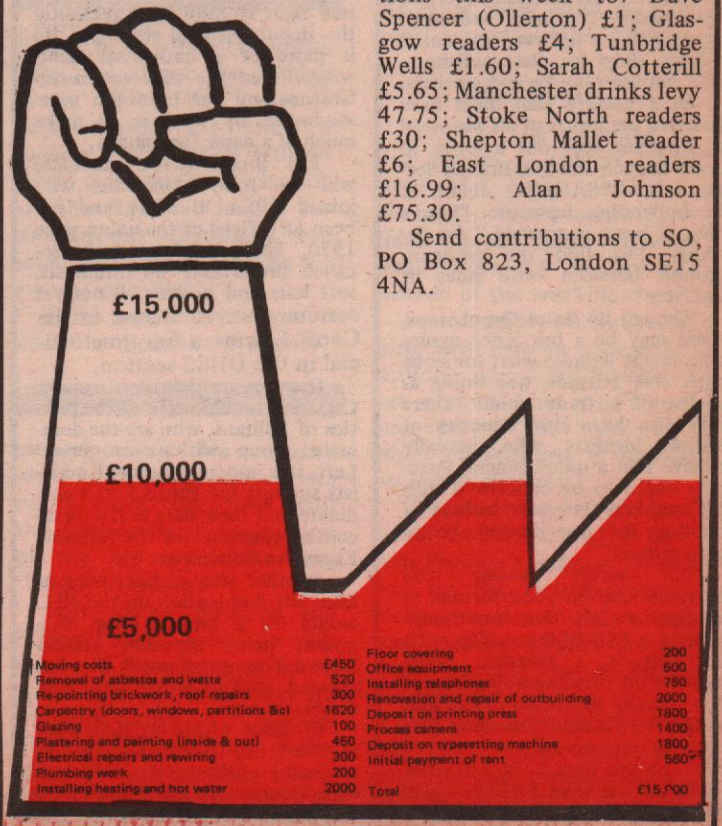 Spencer (Ollerton) £1; Glas-
gow readers £4; Tunbridge
Wells £1.60; Sarah Cotterill
£5.65; Manchester drinks levy
47.75; Stoke North readers
£30; Shepton Mallet reader
£6; East London readers
£16.99; Alan Johnson
£75.30.
Send contributions to SO,
PO Box 823, London SE15
4NA.
£15,000
£10,000
£5,000
Moving costs £450
Removal of asbestos and waste 520
Re-pointing brickwork, roof repairs 300
Carpentry (doors, windows, partitions &c) 1620
Glazing 100
Plastering and painting (inside & out) 450
Electrical repairs and rewiring 300
Plumbing work 200
Installing heating and hot water 2000
Floor covering 200
Office equipment 500
Installing telephones 750
Renovation and repair of outbuilding 2000
Deposit on printing press 1800
Process camera 1400
Deposit on typesetting machine 1800
Initial payment of rent 560
Total £15,000